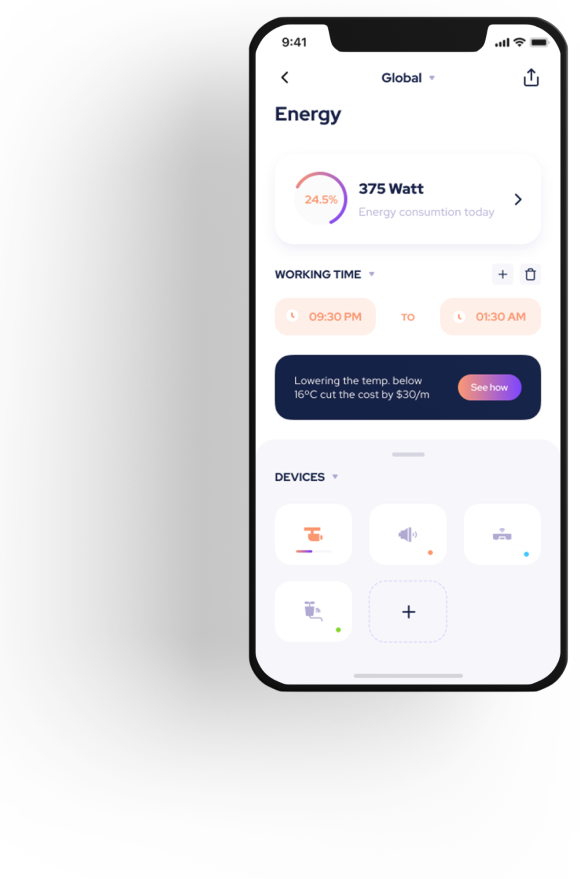 9:41
Global
Energy
24.5%
375 Watt
Energy consumtion today
WORKING TIME
09:30 PM
TO
01:30 AM
Lowering the temp. below
16ºC cut the cost by $30/m
See how
DEVICES